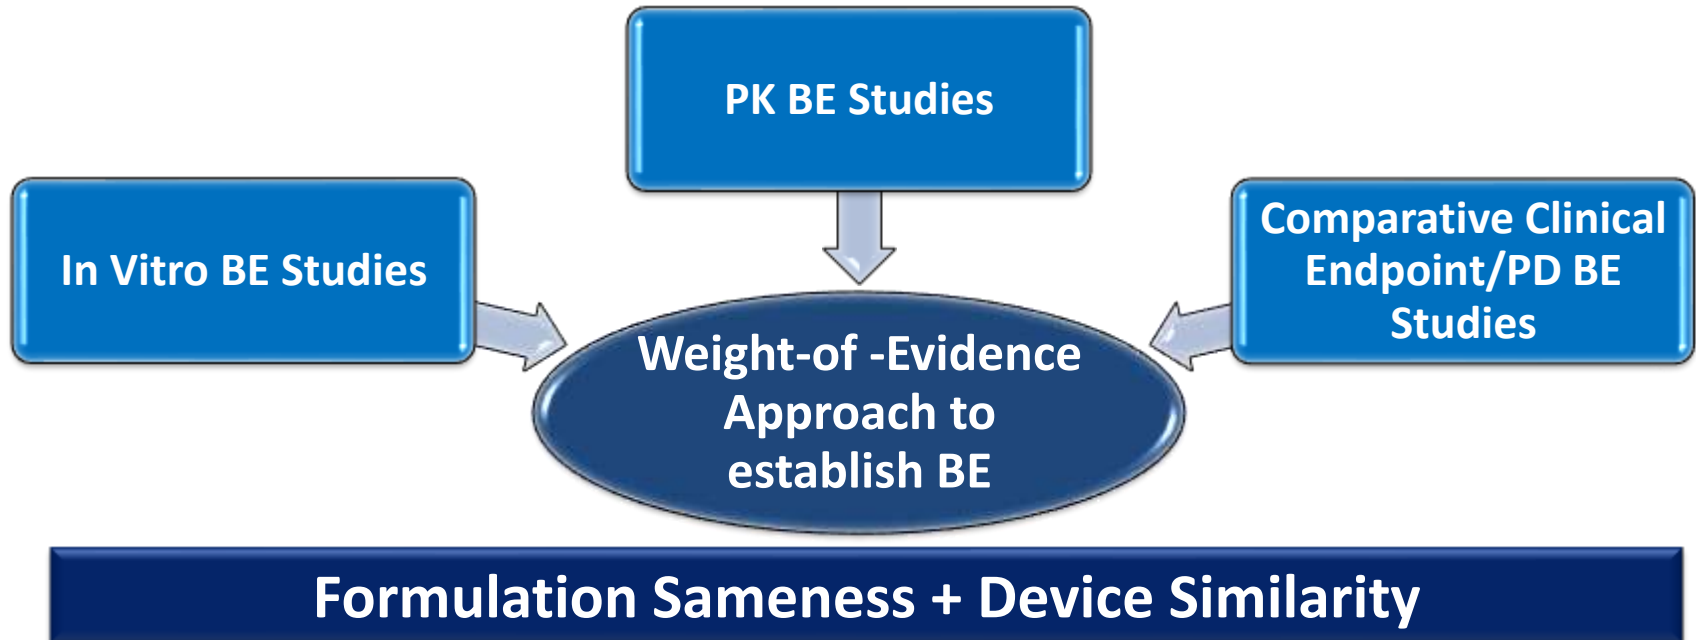 PK BE Studies
In Vitro BE Studies
Comparative Clinical
Endpoint/PD BE
Studies
Weight-of -Evidence
Approach to
establish BE
Formulation Sameness + Device Similarity